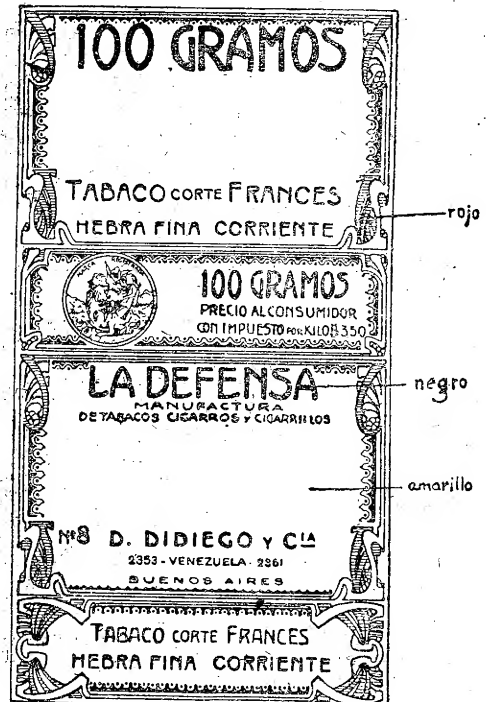 100 GRAMOS
TABACO CORTE FRANCES
HEBRA FINA CORRIENTE
rojo
100 GRAMOS
PRECIO AL CONSUMIDOR
CON IMPUESTO POR KILO $ 3.50
LA DEFENSA
negro
MANUFACTURA
DE TABACOS CIGARROS Y CIGARRILLOS
amarillo
Nº8 D. DIDIEGO Y CIA
2353 - VENEZUELA - 2361
BUENOS AIRES
TABACO CORTE FRANCES
HEBRA FINA CORRIENTE